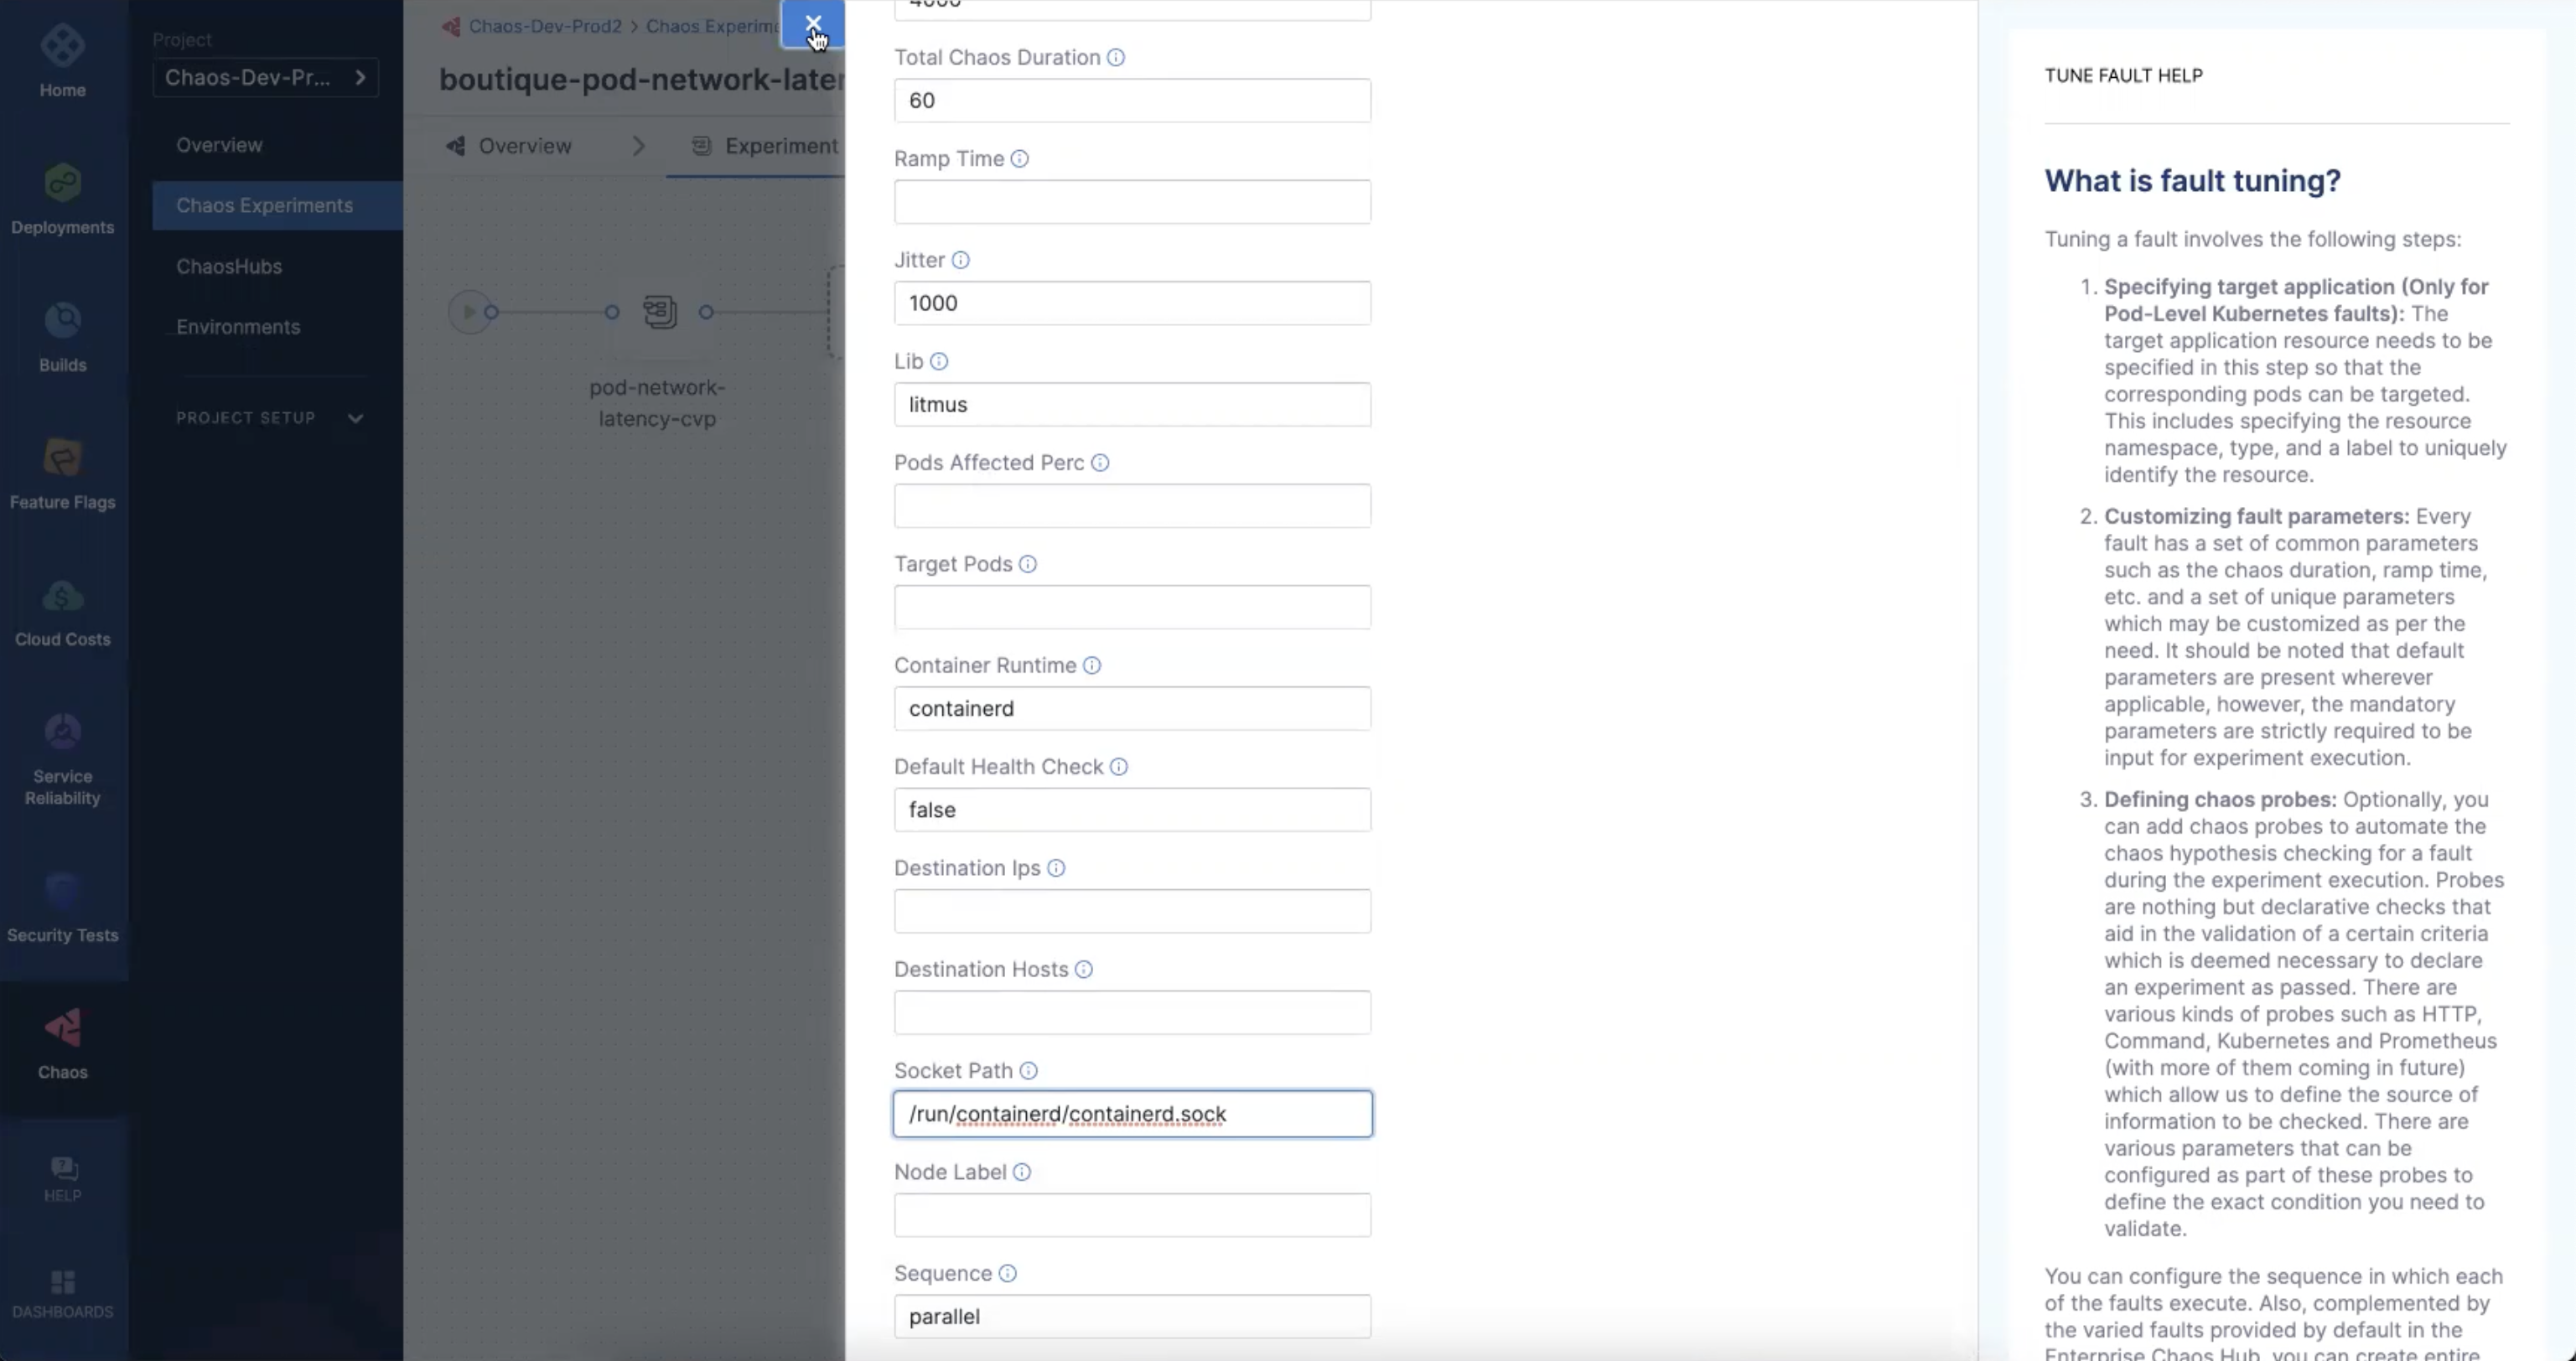 Home
Deployments
Builds
Feature Flags
Cloud Costs
Service
Reliability
Security Tests
Chaos
HELP
DASHBOARDS
Project
Chaos-Dev-Pr...
Overview
Chaos Experiments
ChaosHubs
Environments
PROJECT SETUP
Chaos-Dev-Prod2 > Chaos Experim
boutique-pod-network-later
Overview
Experiment
pod-network-
latency-cvp
4000
Total Chaos Duration
60
Ramp Time
Jitter
1000
Lib
litmus
Pods Affected Perc
Target Pods
Container Runtime
containerd
Default Health Check
false
Destination Ips
Destination Hosts
Socket Path
/run/containerd/containerd.sock
Node Label
Sequence
parallel
TUNE FAULT HELP
What is fault tuning?
Tuning a fault involves the following steps:
1. Specifying target application (Only for
Pod-Level Kubernetes faults): The
target application resource needs to be
specified in this step so that the
corresponding pods can be targeted.
This includes specifying the resource
namespace, type, and a label to uniquely
identify the resource.
2. Customizing fault parameters: Every
fault has a set of common parameters
such as the chaos duration, ramp time,
etc. and a set of unique parameters
which may be customized as per the
need. It should be noted that default
parameters are present wherever
applicable, however, the mandatory
parameters are strictly required to be
input for experiment execution.
3. Defining chaos probes: Optionally, you
can add chaos probes to automate the
chaos hypothesis checking for a fault
during the experiment execution. Probes
are nothing but declarative checks that
aid in the validation of a certain criteria
which is deemed necessary to declare
an experiment as passed. There are
various kinds of probes such as HTTP,
Command, Kubernetes and Prometheus
(with more of them coming in future)
which allow us to define the source of
information to be checked. There are
various parameters that can be
configured as part of these probes to
define the exact condition you need to
validate.
You can configure the sequence in which each
of the faults execute. Also, complemented by
the varied faults provided by default in the
Enterprise Chaos Hub, you can create entire